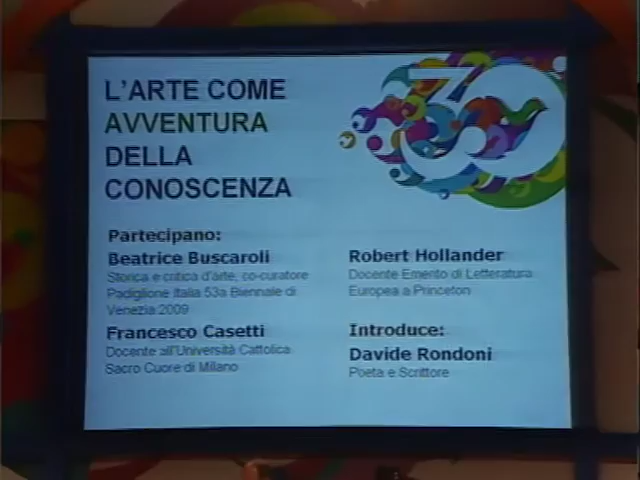 L'ARTE COME
AVVENTURA
DELLA
CONOSCENZA
30
Partecipano:
Beatrice Buscaroli
Storica e critica d'arte, co-curatore
Padiglione Italia 53a Biennale di
Venezia 2009
Francesco Casetti
Docente all'Università Cattolica
Sacro Cuore di Milano
Robert Hollander
Docente Emerito di Letteratura
Europea a Princeton
Introduce:
Davide Rondoni
Poeta e Scrittore